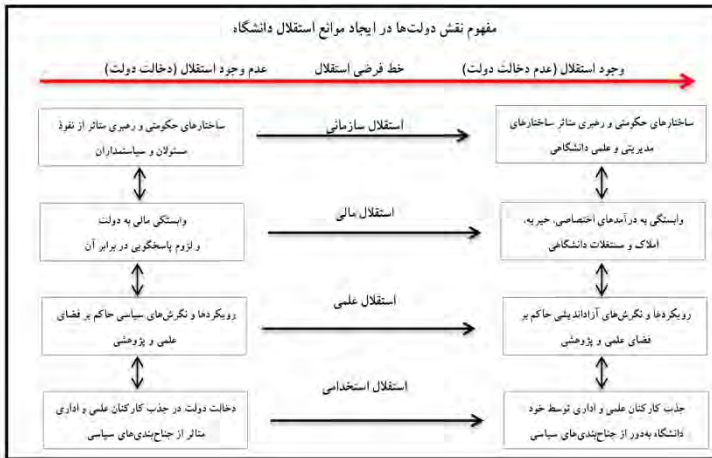 مفهوم نقش دولت‌ها در ایجاد موانع استقلال دانشگاه
وجود استقلال (عدم دخالت دولت)
خط فرضی استقلال
عدم وجود استقلال (دخالت دولت)
ساختارهای حکومتی و رهبری متاثر ساختارهای
مدیریتی و علمی دانشگاهی
استقلال سازمانی
ساختارهای حکومتی و رهبری متاثر از نفوذ
مسئولان و سیاستمداران
وابستگی به درآمدهای اختصاصی، خیریه،
املاک و مستغلات دانشگاهی
استقلال مالی
وابستگی مالی به دولت
و لزوم پاسخگویی در برابر آن
رویکردها و نگرش‌های آزاداندیشی حاکم بر
فضای علمی و پژوهشی
استقلال علمی
رویکردها و نگرش‌های سیاسی حاکم بر فضای
علمی و پژوهشی
جذب کارکنان علمی و اداری توسط خود
دانشگاه به‌دور از جناح‌بندی‌های سیاسی
استقلال استخدامی
دخالت دولت در جذب کارکنان علمی و اداری
متاثر از جناح‌بندی‌های سیاسی